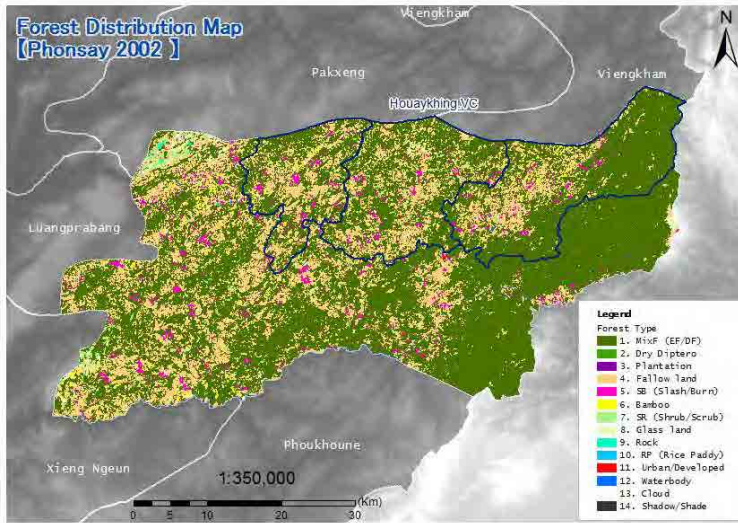 Forest Distribution Map
【Phonsay 2002 】
Viengkham
N
Pakxeng
Viengkham
Houaykhing.VC
Luangprabang
Legend
Forest Type
1. MixF (EF/DF)
2. Dry Diptero
3. Plantation
4. Fallow land
5. SB (Slash/Burn)
6. Bamboo
7. SR (Shrub/Scrub)
8. Glass land
9. Rock
10. RP (Rice Paddy)
11. Urban/Developed
12. Waterbody
13. Cloud
14. Shadow/Shade
Phoukhoune
Xieng Ngeun
1:350,000
(Km)
0 5 10 20 30